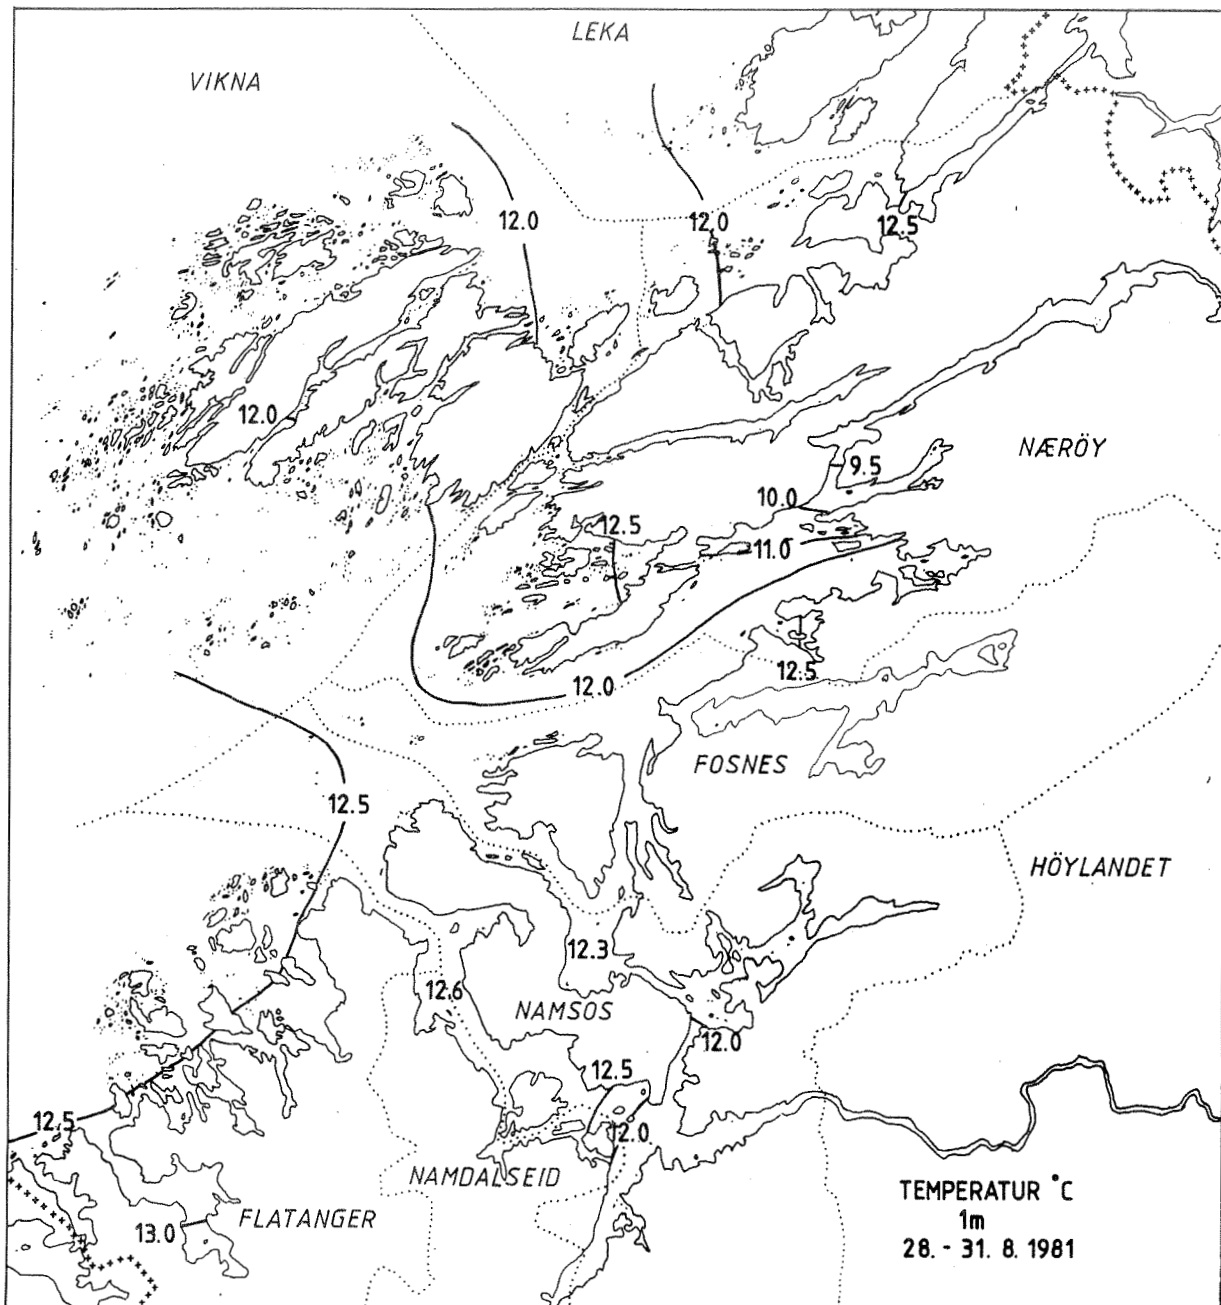 LEKA
VIKNA
12.0
12.0
12.5
12.0
NÆRÖY
9.5
10.0
12.5
11.0
12.5
12.0
FOSNES
12.5
HÖYLANDET
12.3
12.6
NAMSOS
12.0
12.5
12.5
12.0
NAMDALSEID
TEMPERATUR °C
1m
28. - 31. 8. 1981
FLATANGER
13.0